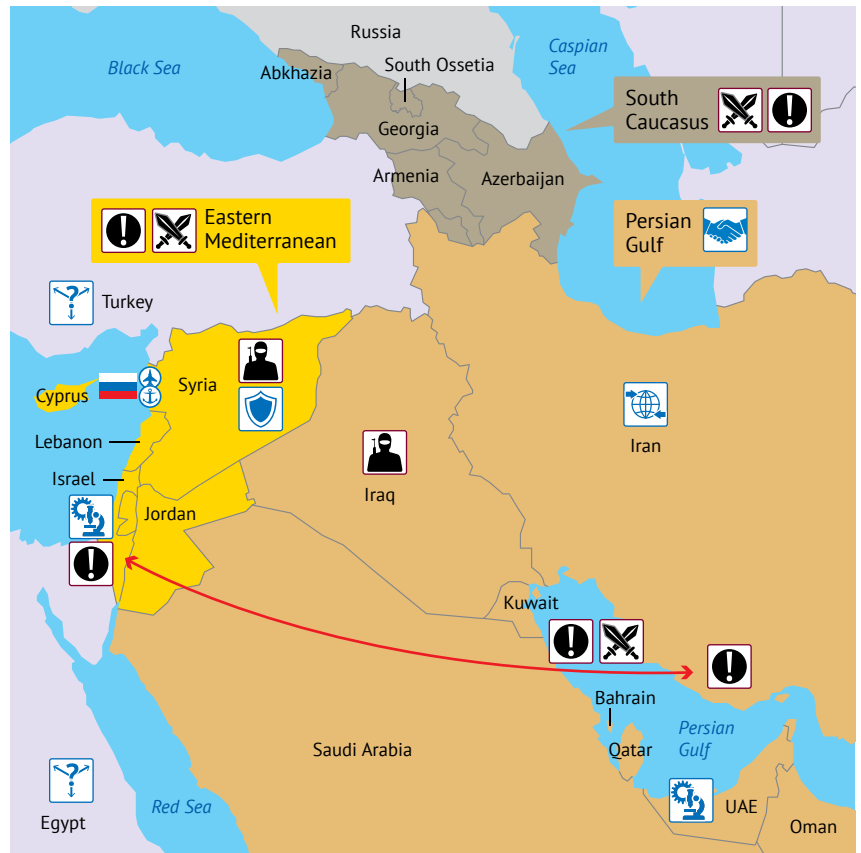 Russia
Black Sea
Caspian
Sea
Abkhazia
South Ossetia
South
Caucasus
Georgia
Armenia
Azerbaijan
Eastern
Mediterranean
Persian
Gulf
Turkey
Cyprus
Syria
Lebanon
Iran
Israel
Iraq
Jordan
Kuwait
Bahrain
Saudi Arabia
Qatar
Persian
Gulf
Egypt
Red Sea
UAE
Oman